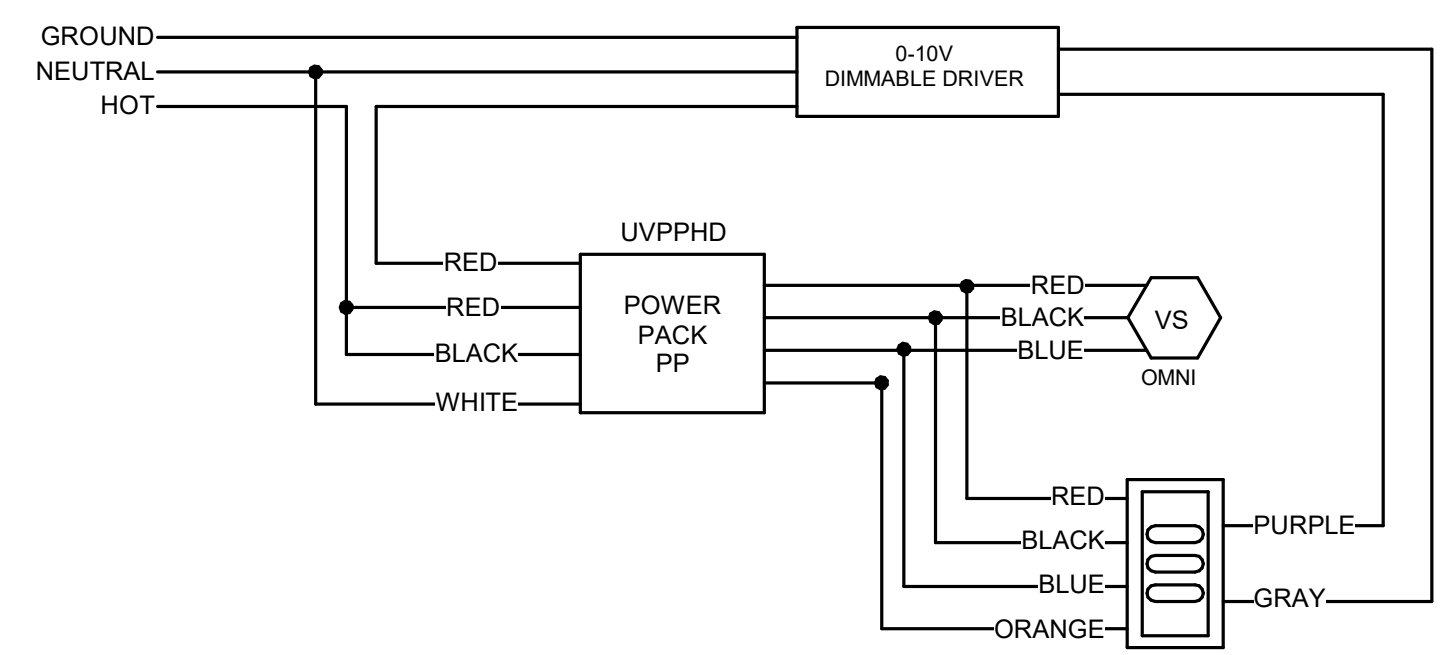 GROUND
NEUTRAL
HOT
0-10V
DIMMABLE DRIVER
UVPPHD
RED
RED
BLACK
WHITE
POWER
PACK
PP
RED
BLACK
BLUE
VS
OMNI
RED
BLACK
BLUE
ORANGE
PURPLE
GRAY